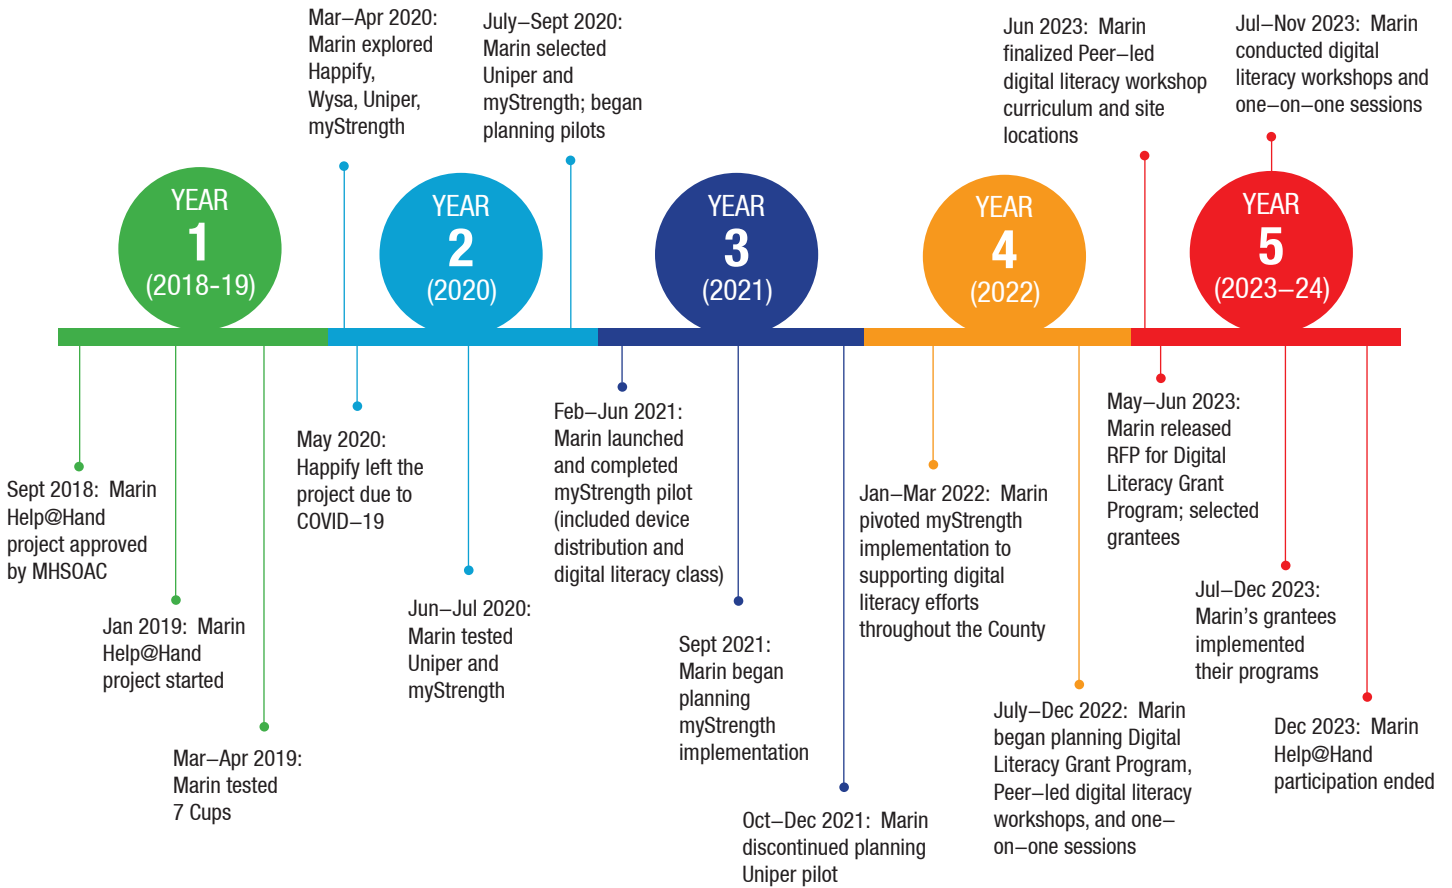 Mar–Apr 2020:
Marin explored
Happify,
Wysa, Uniper,
myStrength
July–Sept 2020:
Marin selected
Uniper and
myStrength; began
planning pilots
Jun 2023: Marin
finalized Peer–led
digital literacy workshop
curriculum and site
locations
Jul–Nov 2023: Marin
conducted digital
literacy workshops and
one–on–one sessions
YEAR
1
(2018-19)
YEAR
2
(2020)
YEAR
3
(2021)
YEAR
4
(2022)
YEAR
5
(2023–24)
Sept 2018: Marin
Help@Hand
project approved
by MHSOAC
Jan 2019: Marin
Help@Hand
project started
Mar–Apr 2019:
Marin tested
7 Cups
May 2020:
Happify left the
project due to
COVID–19
Jun–Jul 2020:
Marin tested
Uniper and
myStrength
Feb–Jun 2021:
Marin launched
and completed
myStrength pilot
(included device
distribution and
digital literacy class)
Sept 2021:
Marin began
planning
myStrength
implementation
Oct–Dec 2021: Marin
discontinued planning
Uniper pilot
Jan–Mar 2022: Marin
pivoted myStrength
implementation to
supporting digital
literacy efforts
throughout the County
July–Dec 2022: Marin
began planning Digital
Literacy Grant Program,
Peer–led digital literacy
workshops, and one–
on–one sessions
May–Jun 2023:
Marin released
RFP for Digital
Literacy Grant
Program; selected
grantees
Jul–Dec 2023:
Marin's grantees
implemented
their programs
Dec 2023: Marin
Help@Hand
participation ended